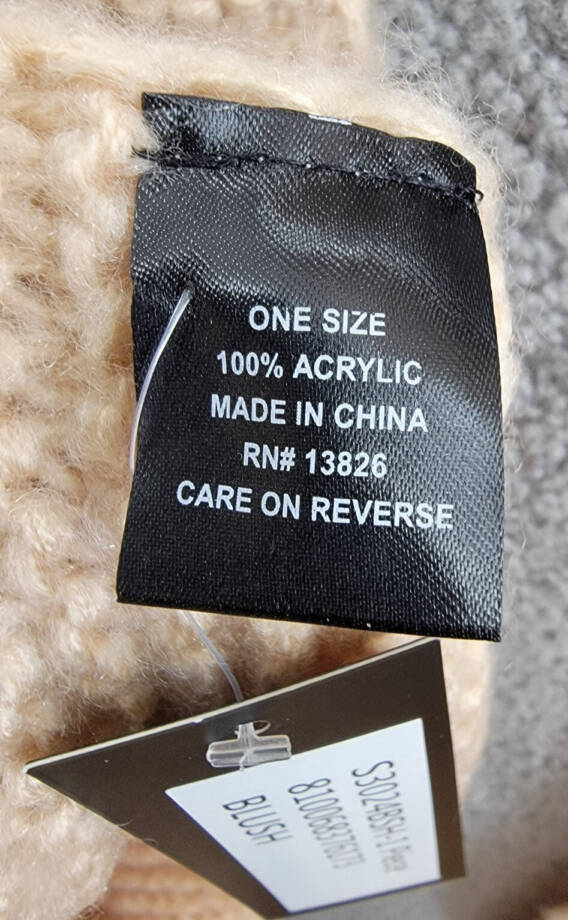 ONE SIZE
100% ACRYLIC
MADE IN CHINA
RN# 13826
CARE ON REVERSE
BLUSH